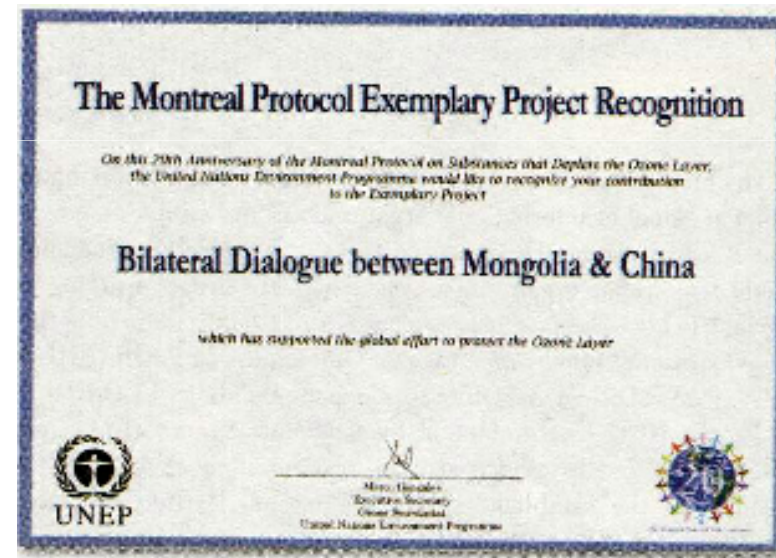 The Montreal Protocol Exemplary Project Recognition
On this 20th Anniversary of the Montreal Protocol on Substances that Deplete the Ozone Layer,
the United Nations Environment Programme would like to recognize your contribution
to the Exemplary Project
Bilateral Dialogue between Mongolia & China
which has supported the global effort to protect the Ozone Layer
Marco González
Executive Secretary
Ozone Secretariat
United Nations Environment Programme
UNEP
20